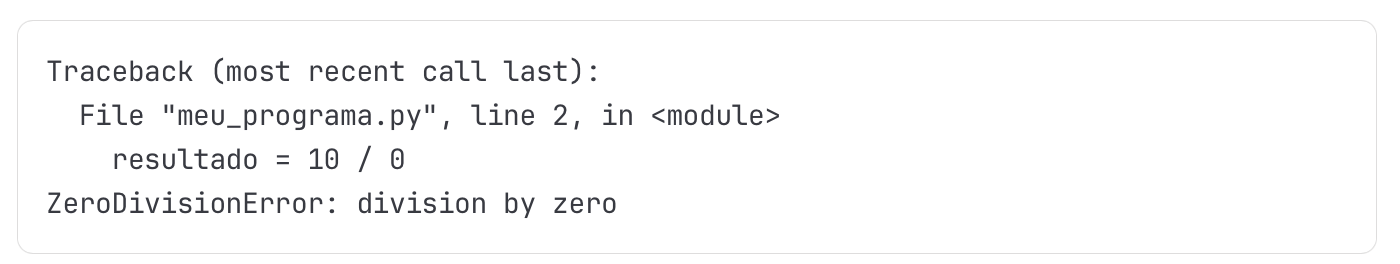 Traceback (most recent call last):
  File "meu_programa.py", line 2, in <module>
    resultado = 10 / 0
ZeroDivisionError: division by zero